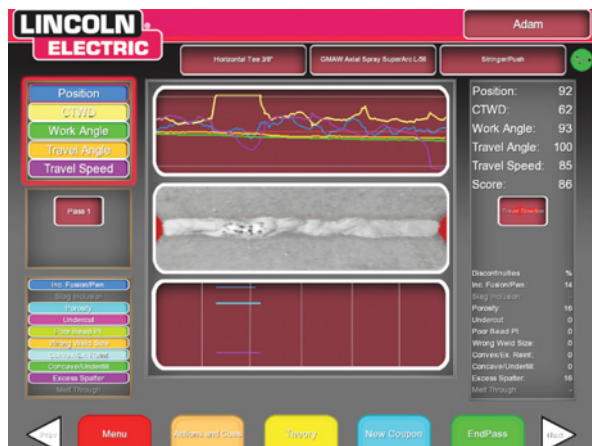 LINCOLN
ELECTRIC
Adam
Horizontal Tee 3/8"
GMAW Axial Spray SuperArc L-56
Stringer/Push
Position
CTWD
Work Angle
Travel Angle
Travel Speed
Position: 92
CTWD: 62
Work Angle: 93
Travel Angle: 100
Travel Speed: 85
Score: 86
Pass 1
Travel Direction
Inc. Fusion/Pen.
Slag Inclusion
Porosity
Undercut
Poor Bead Pl.
Wrong Weld Size
Convex/Ex. Reinf.
Concave/Underfill
Excess Spatter
Melt Through
Discontinuities %
Inc. Fusion/Pen: 14
Slag Inclusion: -
Porosity 16
Undercut: 0
Poor Bead Pl: 0
Wrong Weld Size: 0
Convex/Ex. Reinf.: 0
Concave/Underfill: 0
Excess Spatter: 16
Melt Through: -
Prev
Menu
Actions and Cues
Theory
New Coupon
EndPass
Next